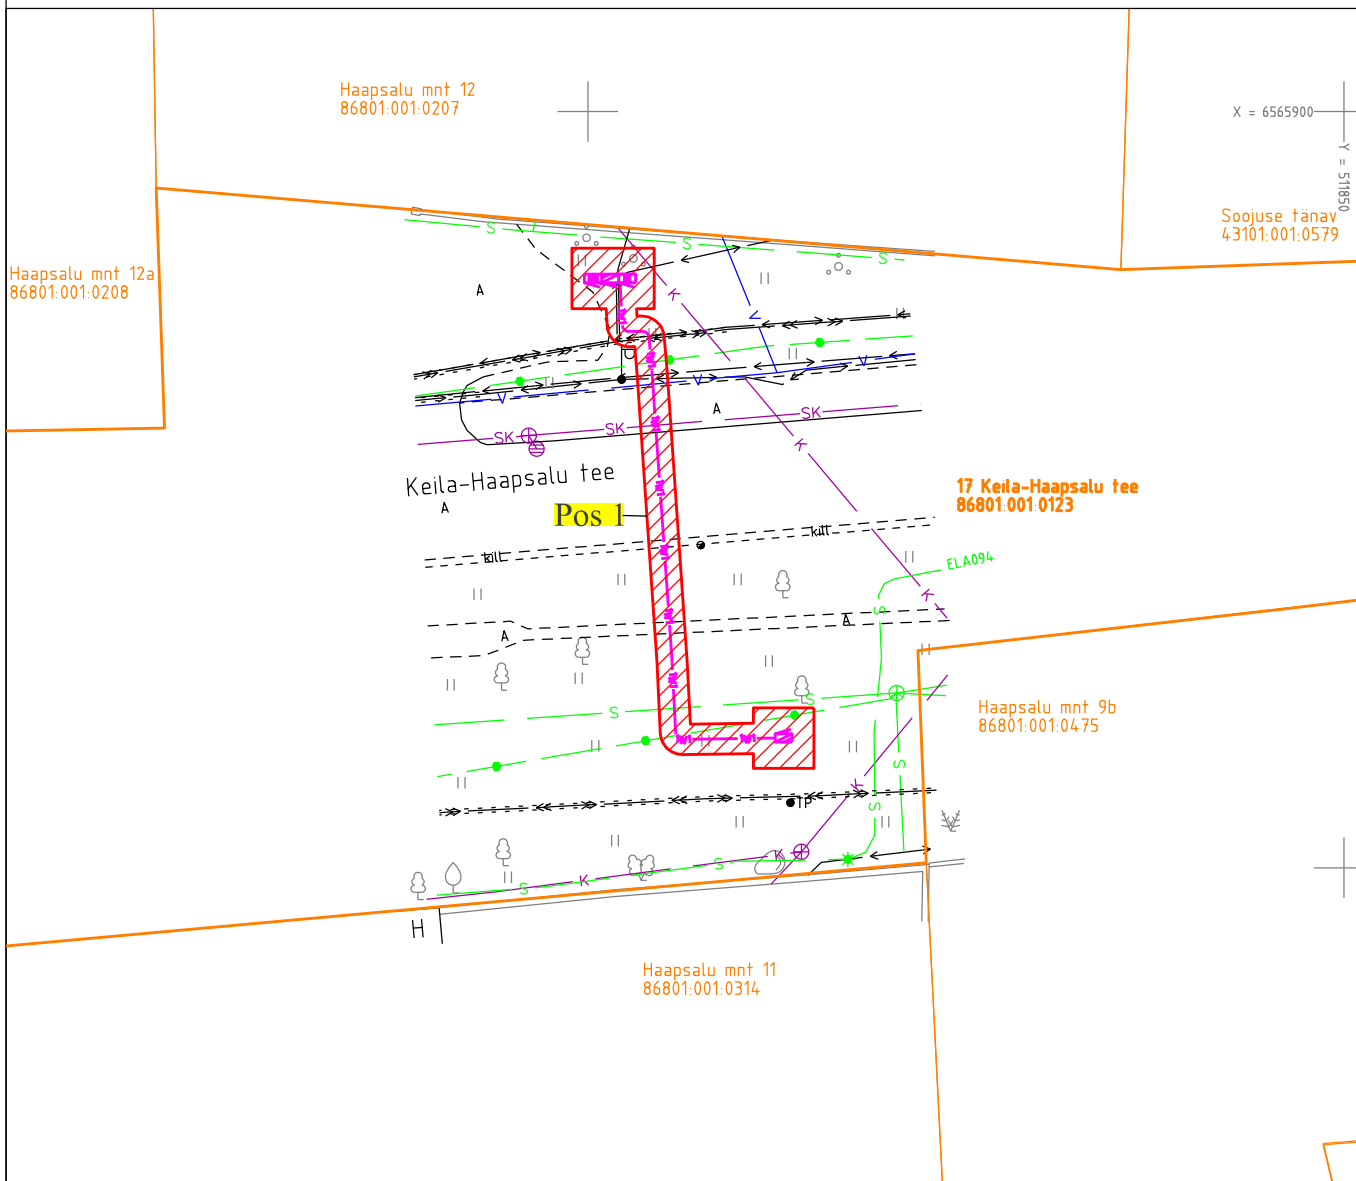 Haapsalu mnt 12
86801:001:0207
X = 6565900
Y = 511850
Soojuse tänav
43101:001:0579
Haapsalu mnt 12a
86801:001:0208
S
S
S
A
K
V
V
V
A
SK
SK
SK
K
Keila-Haapsalu tee
A
Pos 1
17 Keila-Haapsalu tee
86801:001:0123
kill
kill
ELA094
K
S
A
A
S
S
Haapsalu mnt 9b
86801:001:0475
S
K
TP
S
K
S
K
S
H
Haapsalu mnt 11
86801:001:0314